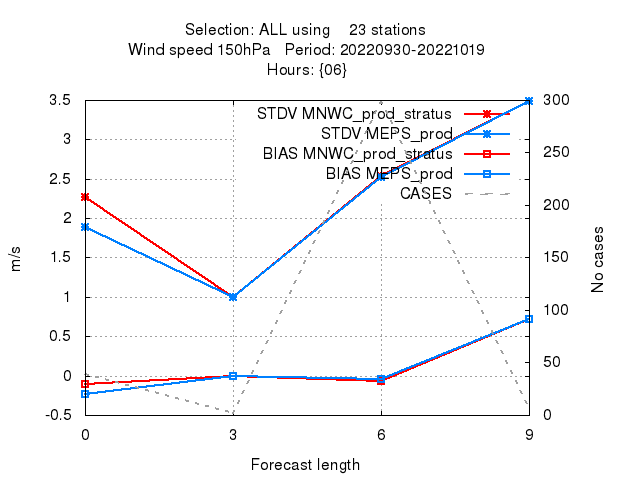 Selection: ALL using 23 stations
Wind speed 150hPa Period: 20220930-20221019
Hours: {06}
STDV MNWC_prod_stratus
STDV MEPS_prod
BIAS MNWC_prod_stratus
BIAS MEPS_prod
CASES
3.5
3
2.5
2
1.5
1
0.5
0
-0.5
m/s
300
250
200
150
100
50
0
No cases
0 3 6 9
Forecast length